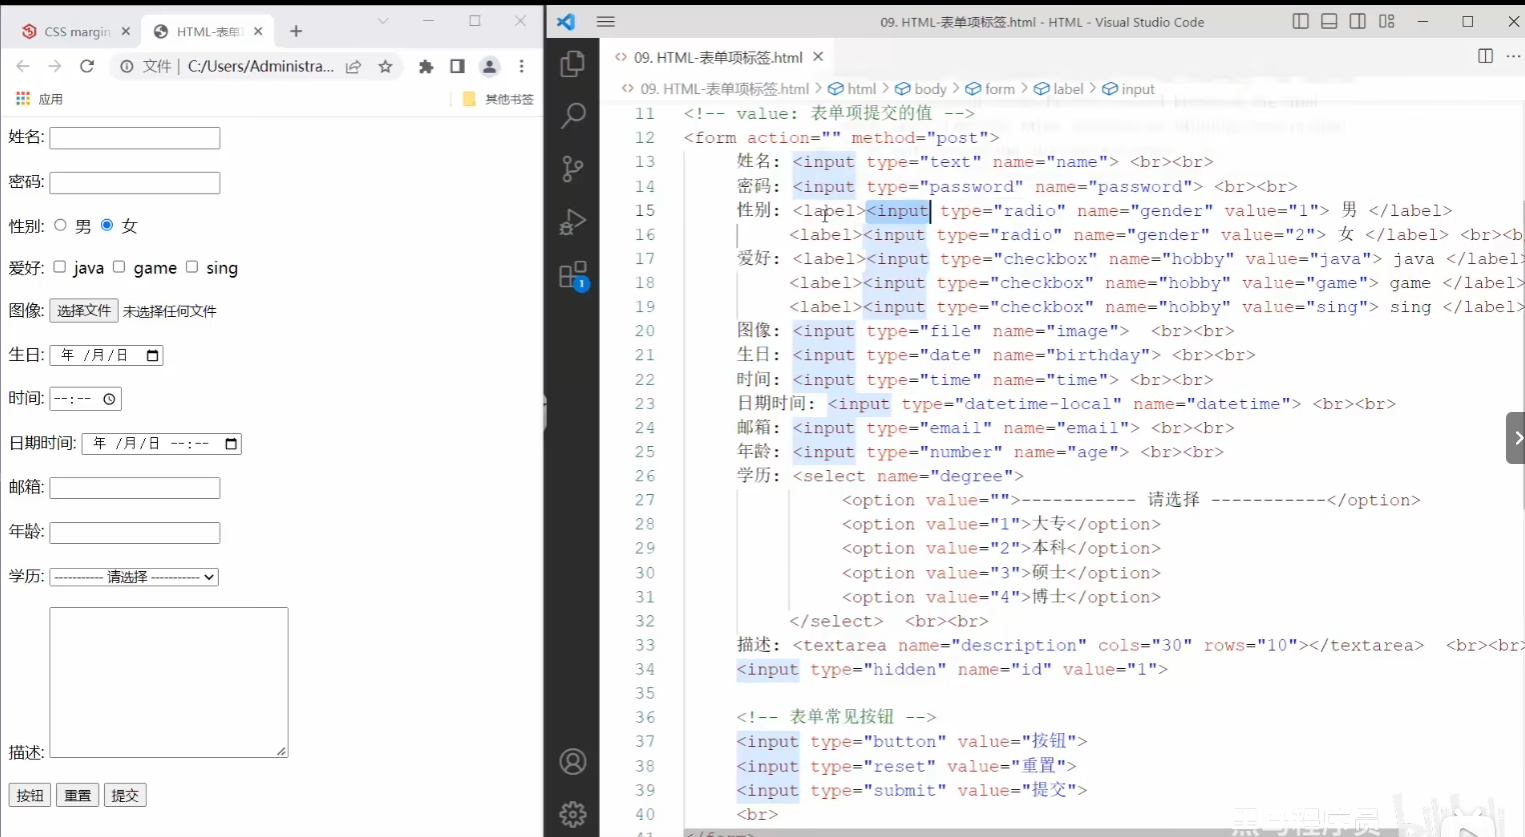 CSS margin
HTML-表单
文件 | C:/Users/Administra...
应用
其他书签
姓名:
密码:
性别: 男 女
爱好: java game sing
图像: 选择文件 未选择任何文件
生日: 年 /月/日
时间: --:--
日期时间: 年 /月/日 --:--
邮箱:
年龄:
学历: ----------- 请选择 -----------
描述:
按钮 重置 提交
09. HTML-表单项标签.html - HTML - Visual Studio Code
09. HTML-表单项标签.html
09. HTML-表单项标签.html > html > body > form > label > input
1
11 <!-- value: 表单项提交的值 -->
12 <form action="" method="post">
13 姓名: <input type="text" name="name"> <br><br>
14 密码: <input type="password" name="password"> <br><br>
15 性别: <label><input type="radio" name="gender" value="1"> 男 </label>
16 <label><input type="radio" name="gender" value="2"> 女 </label> <br><b
17 爱好: <label><input type="checkbox" name="hobby" value="java"> java </label>
18 <label><input type="checkbox" name="hobby" value="game"> game </label>
19 <label><input type="checkbox" name="hobby" value="sing"> sing </label>
20 图像: <input type="file" name="image"> <br><br>
21 生日: <input type="date" name="birthday"> <br><br>
22 时间: <input type="time" name="time"> <br><br>
23 日期时间: <input type="datetime-local" name="datetime"> <br><br>
24 邮箱: <input type="email" name="email"> <br><br>
25 年龄: <input type="number" name="age"> <br><br>
26 学历: <select name="degree">
27 <option value="">----------- 请选择 -----------</option>
28 <option value="1">大专</option>
29 <option value="2">本科</option>
30 <option value="3">硕士</option>
31 <option value="4">博士</option>
32 </select> <br><br>
33 描述: <textarea name="description" cols="30" rows="10"></textarea> <br><br>
34 <input type="hidden" name="id" value="1">
35
36 <!-- 表单常见按钮 -->
37 <input type="button" value="按钮">
38 <input type="reset" value="重置">
39 <input type="submit" value="提交">
40 <br>
41 </form>
黑马程序员